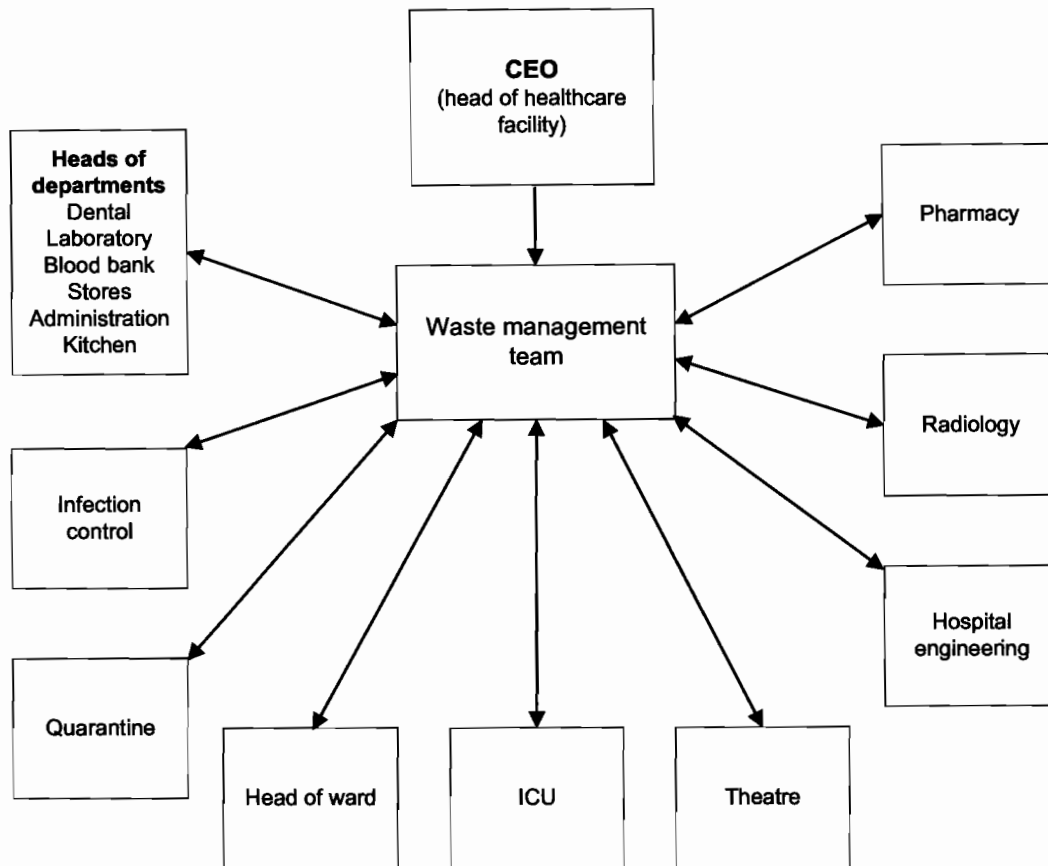 CEO
(head of healthcare
facility)
Heads of
departments
Dental
Laboratory
Blood bank
Stores
Administration
Kitchen
Pharmacy
Waste management
team
Radiology
Infection
control
Hospital
engineering
Quarantine
Head of ward
ICU
Theatre